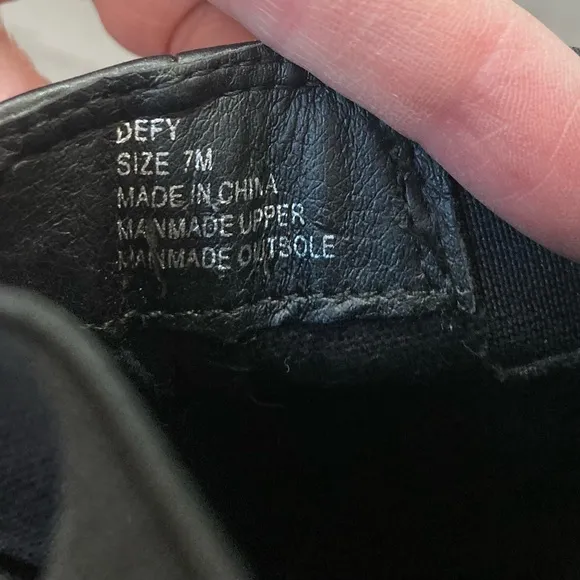 DEFY
SIZE 7M
MADE IN CHINA
MANMADE UPPER
MANMADE OUTSOLE